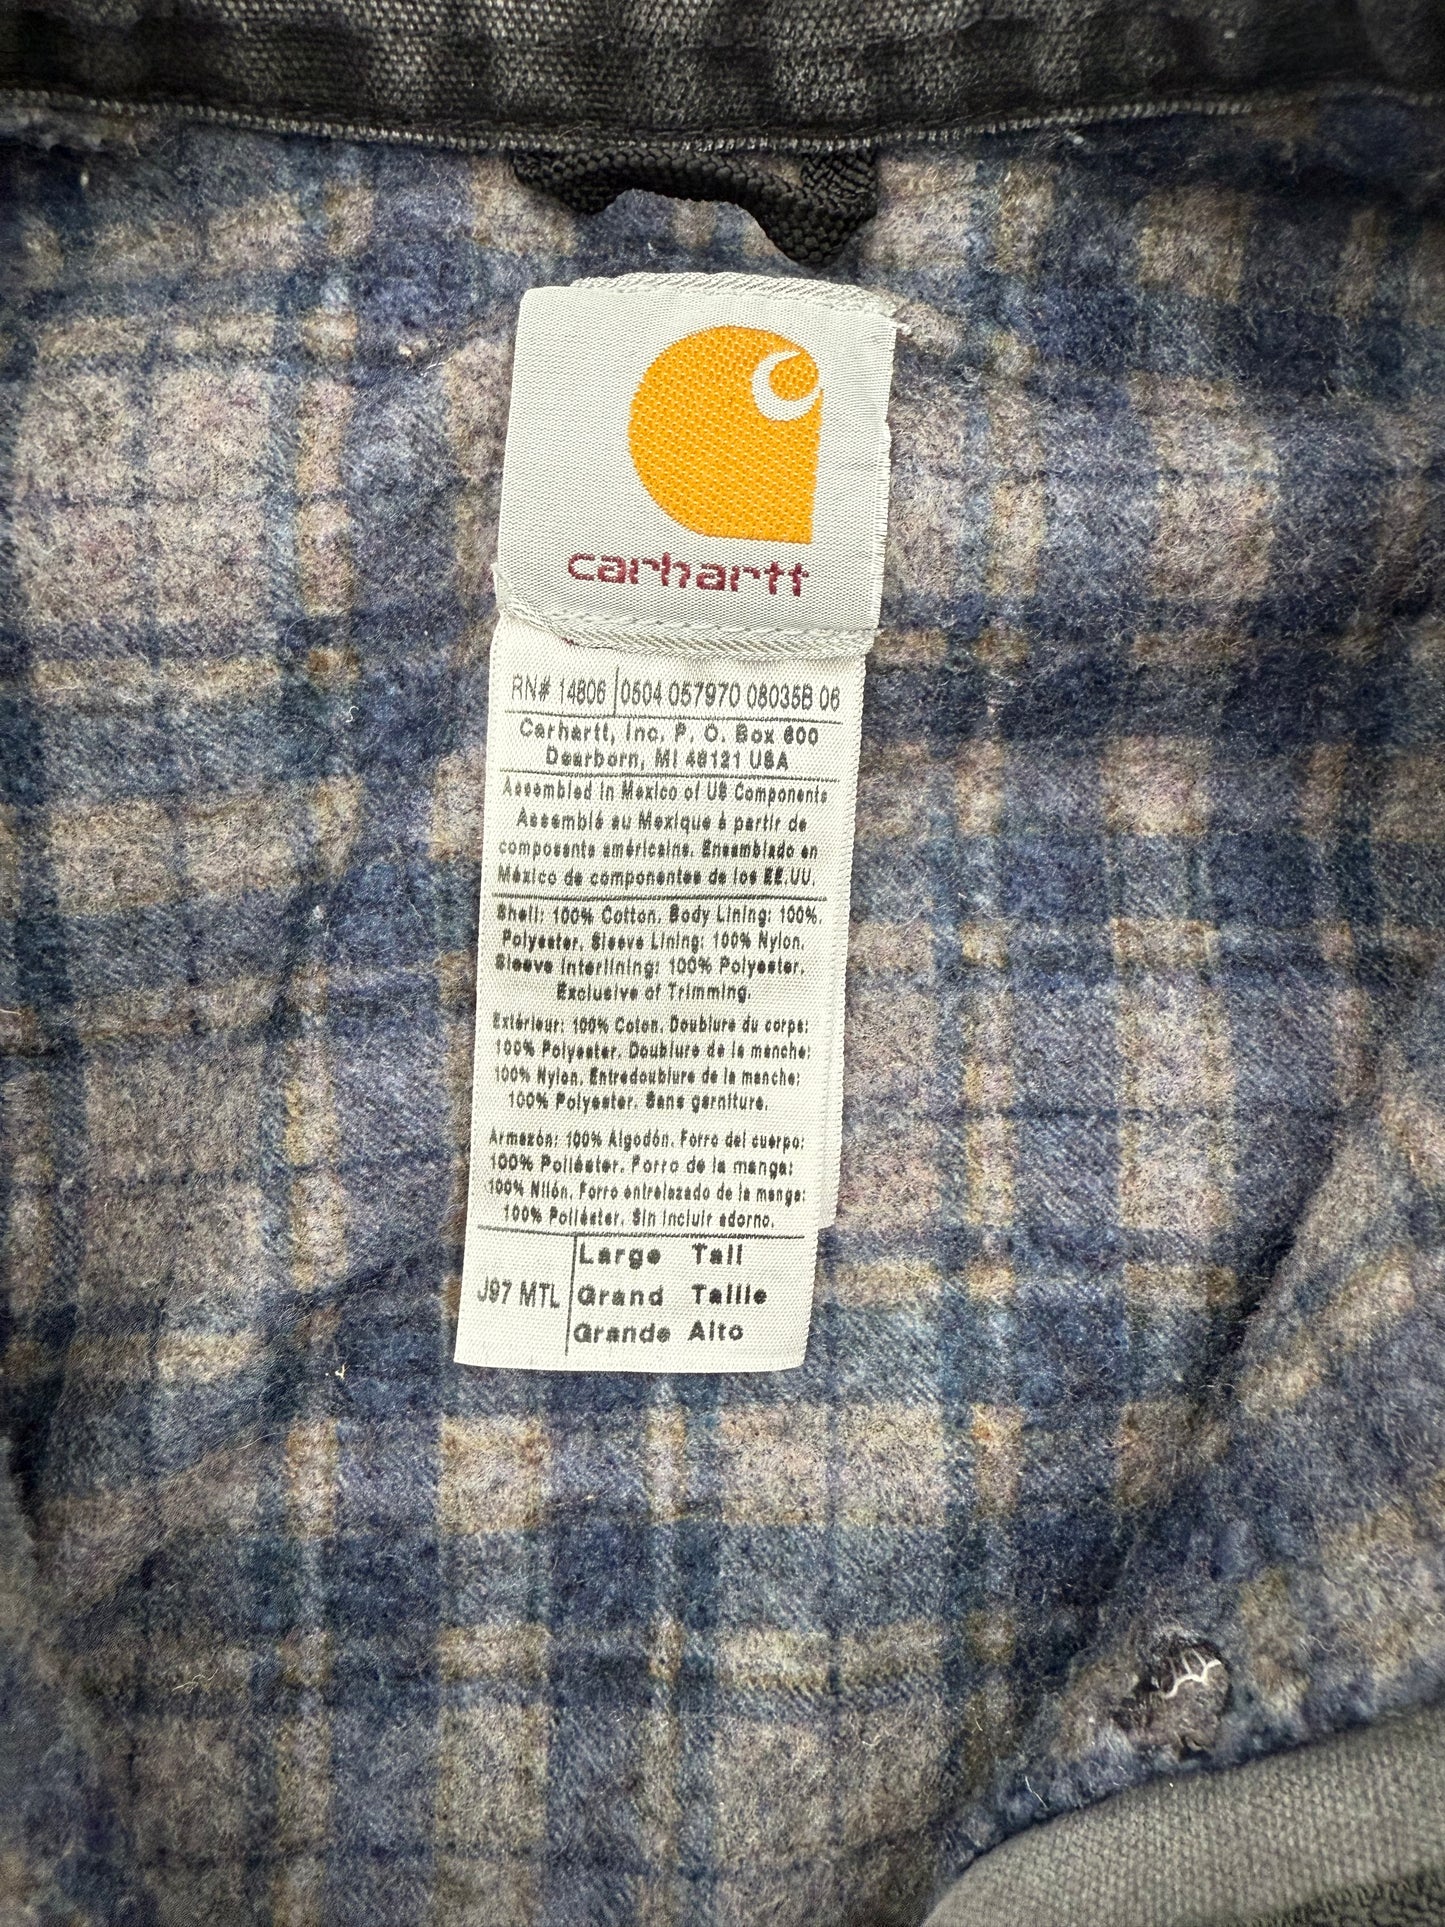 carhartt
RN# 14806 0504 057970 08035B 06
Carhartt, Inc. P. O. Box 600
Dearborn, MI 48121 USA
Assembled in Mexico of US Components
Assemblé au Mexique à partir de
composants américains. Ensamblado en
México de componentes de los EE.UU.
Shell: 100% Cotton. Body Lining: 100%.
Polyester. Sleeve Lining: 100% Nylon.
Sleeve Interlining: 100% Polyester.
Exclusive of Trimming.
Extérieur: 100% Coton. Doublure du corps:
100% Polyester. Doublure de la manche:
100% Nylon. Entredoublure de la manche:
100% Polyester. Sans garniture.
Armazón: 100% Algodón. Forro del cuerpo:
100% Poliéster. Forro de la manga:
100% Nilón. Forro entrelazado de la manga:
100% Poliéster. Sin incluir adorno.
J97 MTL
Large Tall
Grand Taille
Grande Alto